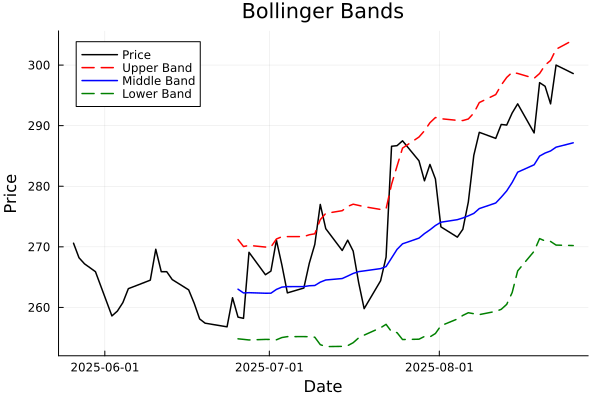 Bollinger Bands
Price
Upper Band
Middle Band
Lower Band
300
290
280
270
260
Price
2025-06-01
2025-07-01
2025-08-01
Date